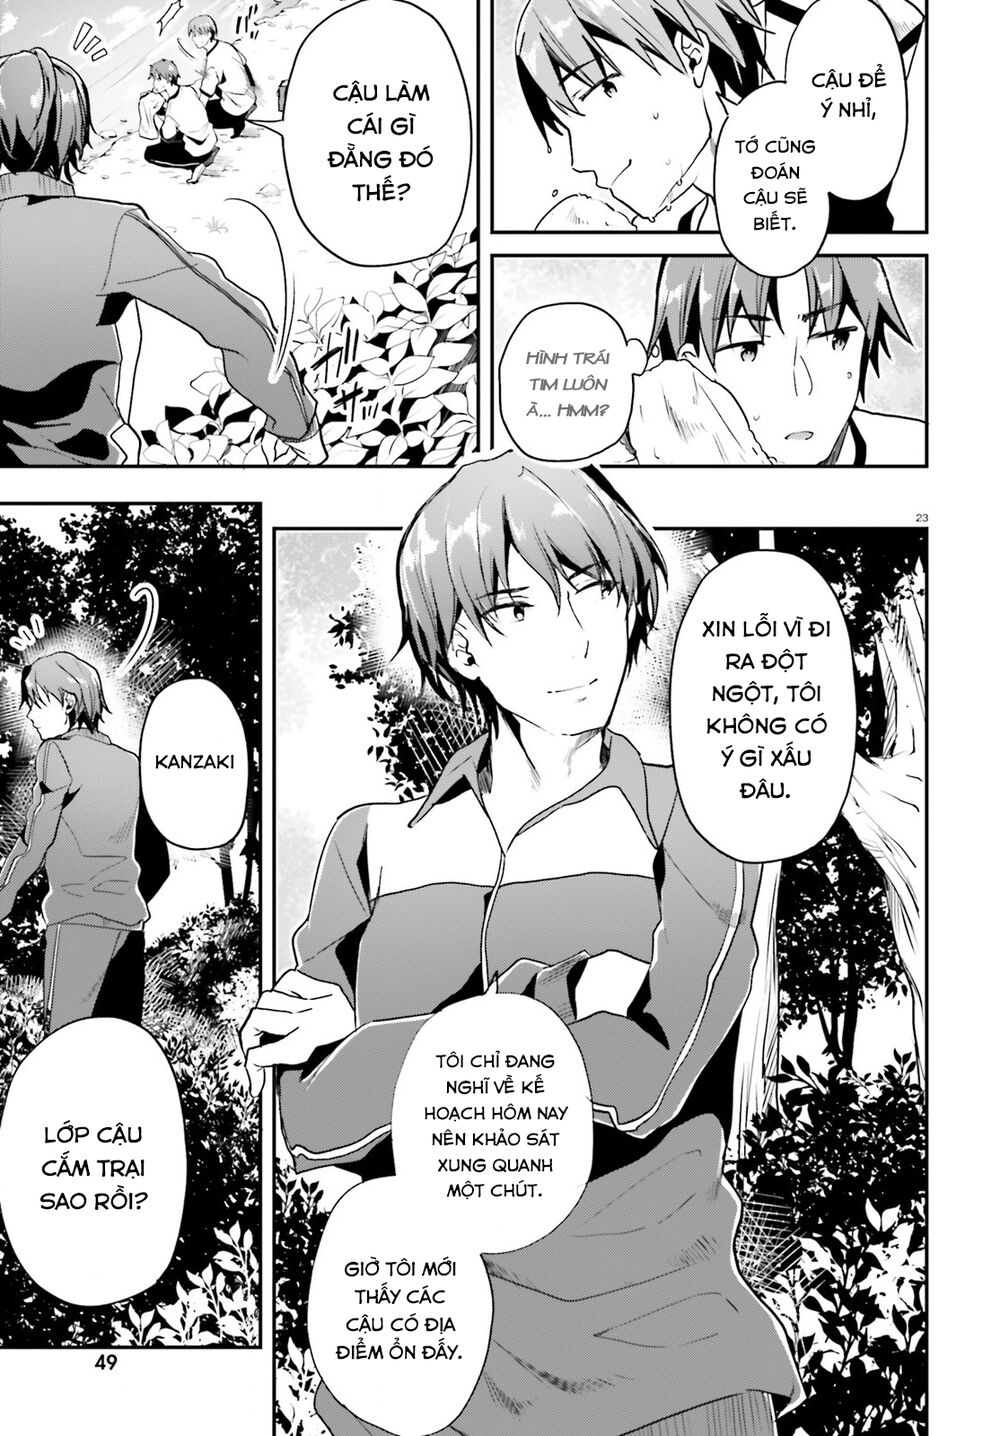 CẬU ĐỂ
Ý NHỈ,
TỚ CŨNG
ĐOÁN
CẬU SẼ
BIẾT.
HÌNH TRÁI
TIM LUÔN
À... HMM?
CẬU LÀM
CÁI GÌ
ĐẰNG ĐÓ
THẾ?
23
XIN LỖI VÌ ĐI
RA ĐỘT
NGỘT, TÔI
KHÔNG CÓ
Ý GÌ XẤU
ĐÂU.
TÔI CHỈ ĐANG
NGHĨ VỀ KẾ
HOẠCH HÔM NAY
NÊN KHẢO SÁT
XUNG QUANH
MỘT CHÚT.
GIỜ TÔI MỚI
THẤY CÁC
CẬU CÓ ĐỊA
ĐIỂM ỔN ĐẤY.
KANZAKI
LỚP CẬU
CẮM TRẠI
SAO RỒI?
49